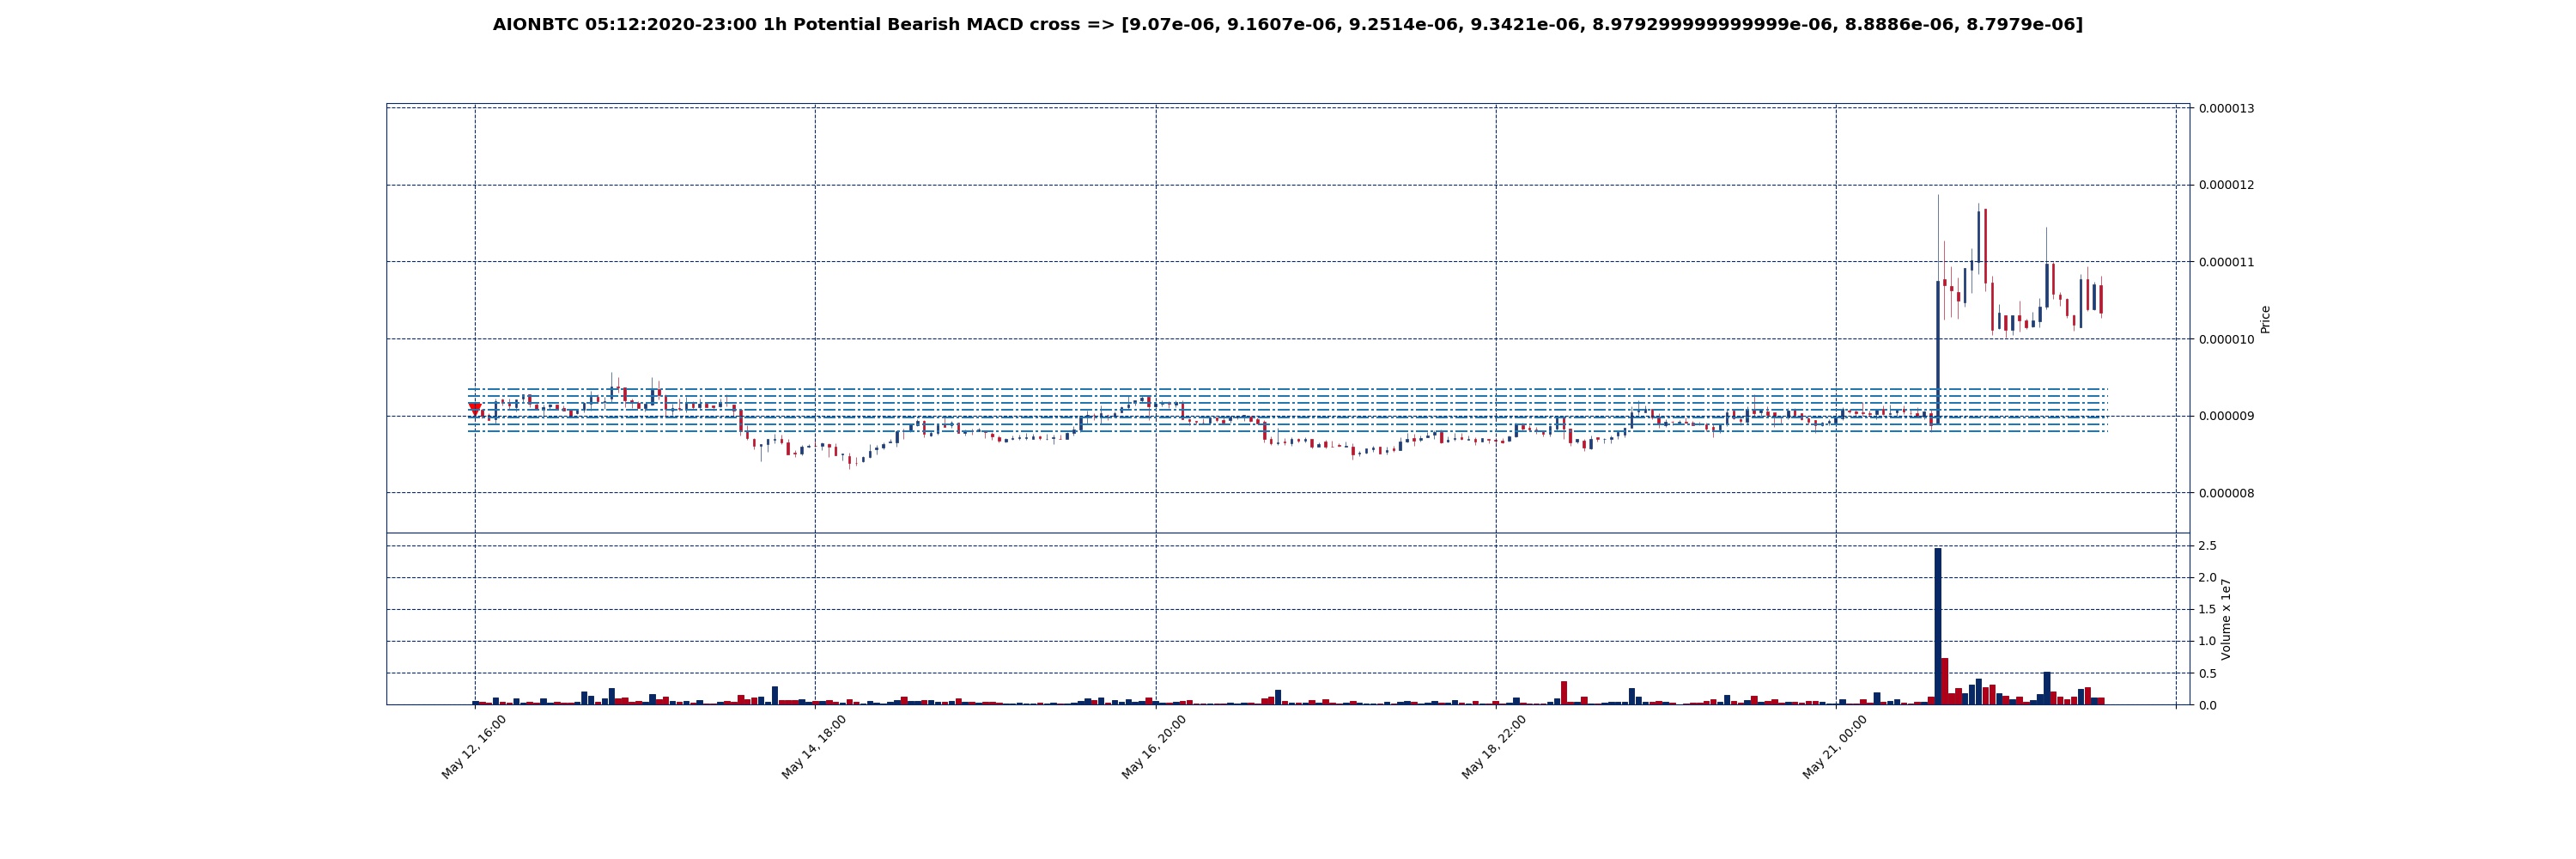 AIONBTC 05:12:2020-23:00 1h Potential Bearish MACD cross => [9.07e-06, 9.1607e-06, 9.2514e-06, 9.3421e-06, 8.979299999999999e-06, 8.8886e-06, 8.7979e-06]
0.000013
0.000012
0.000011
0.000010
0.000009
0.000008
Price
2.5
2.0
1.5
1.0
0.5
0.0
Volume x 1e7
May 12, 16:00
May 14, 18:00
May 16, 20:00
May 18, 22:00
May 21, 00:00